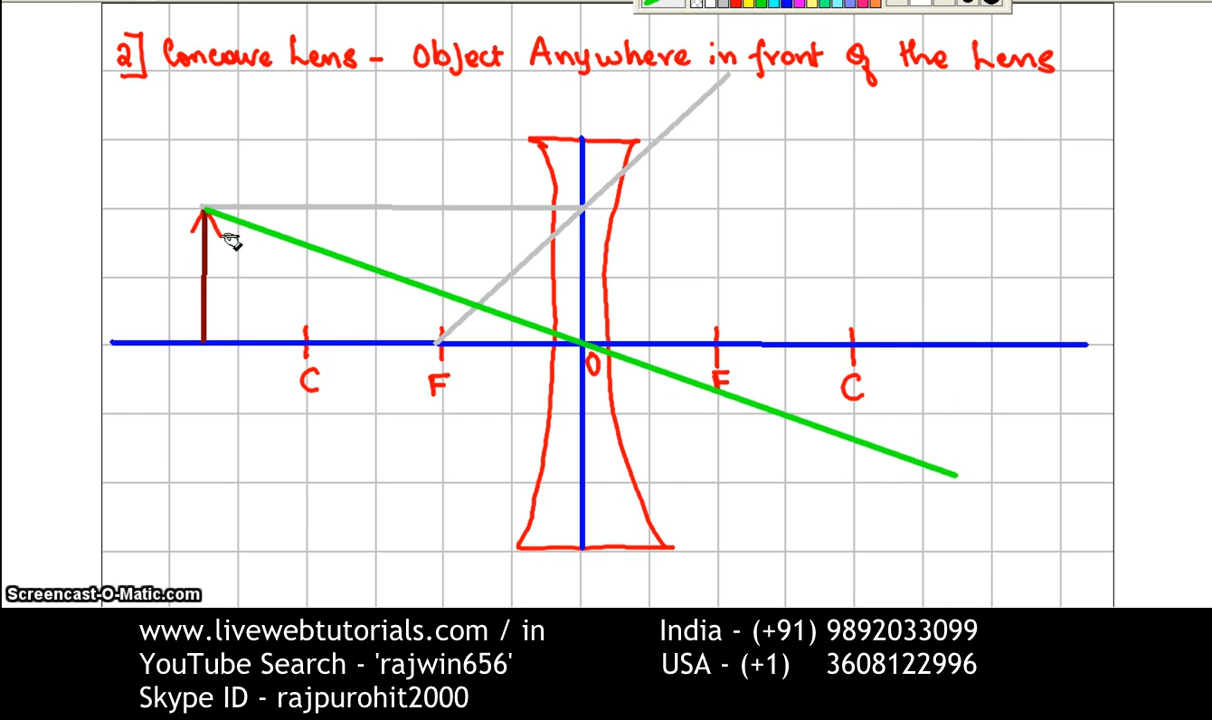 2] Concave Lens - Object Anywhere in front of the Lens
O
C F F C
Screencast-O-Matic.com
www.livewebtutorials.com / in India - (+91) 9892033099
YouTube Search - 'rajwin656' USA - (+1) 3608122996
Skype ID - rajpurohit2000